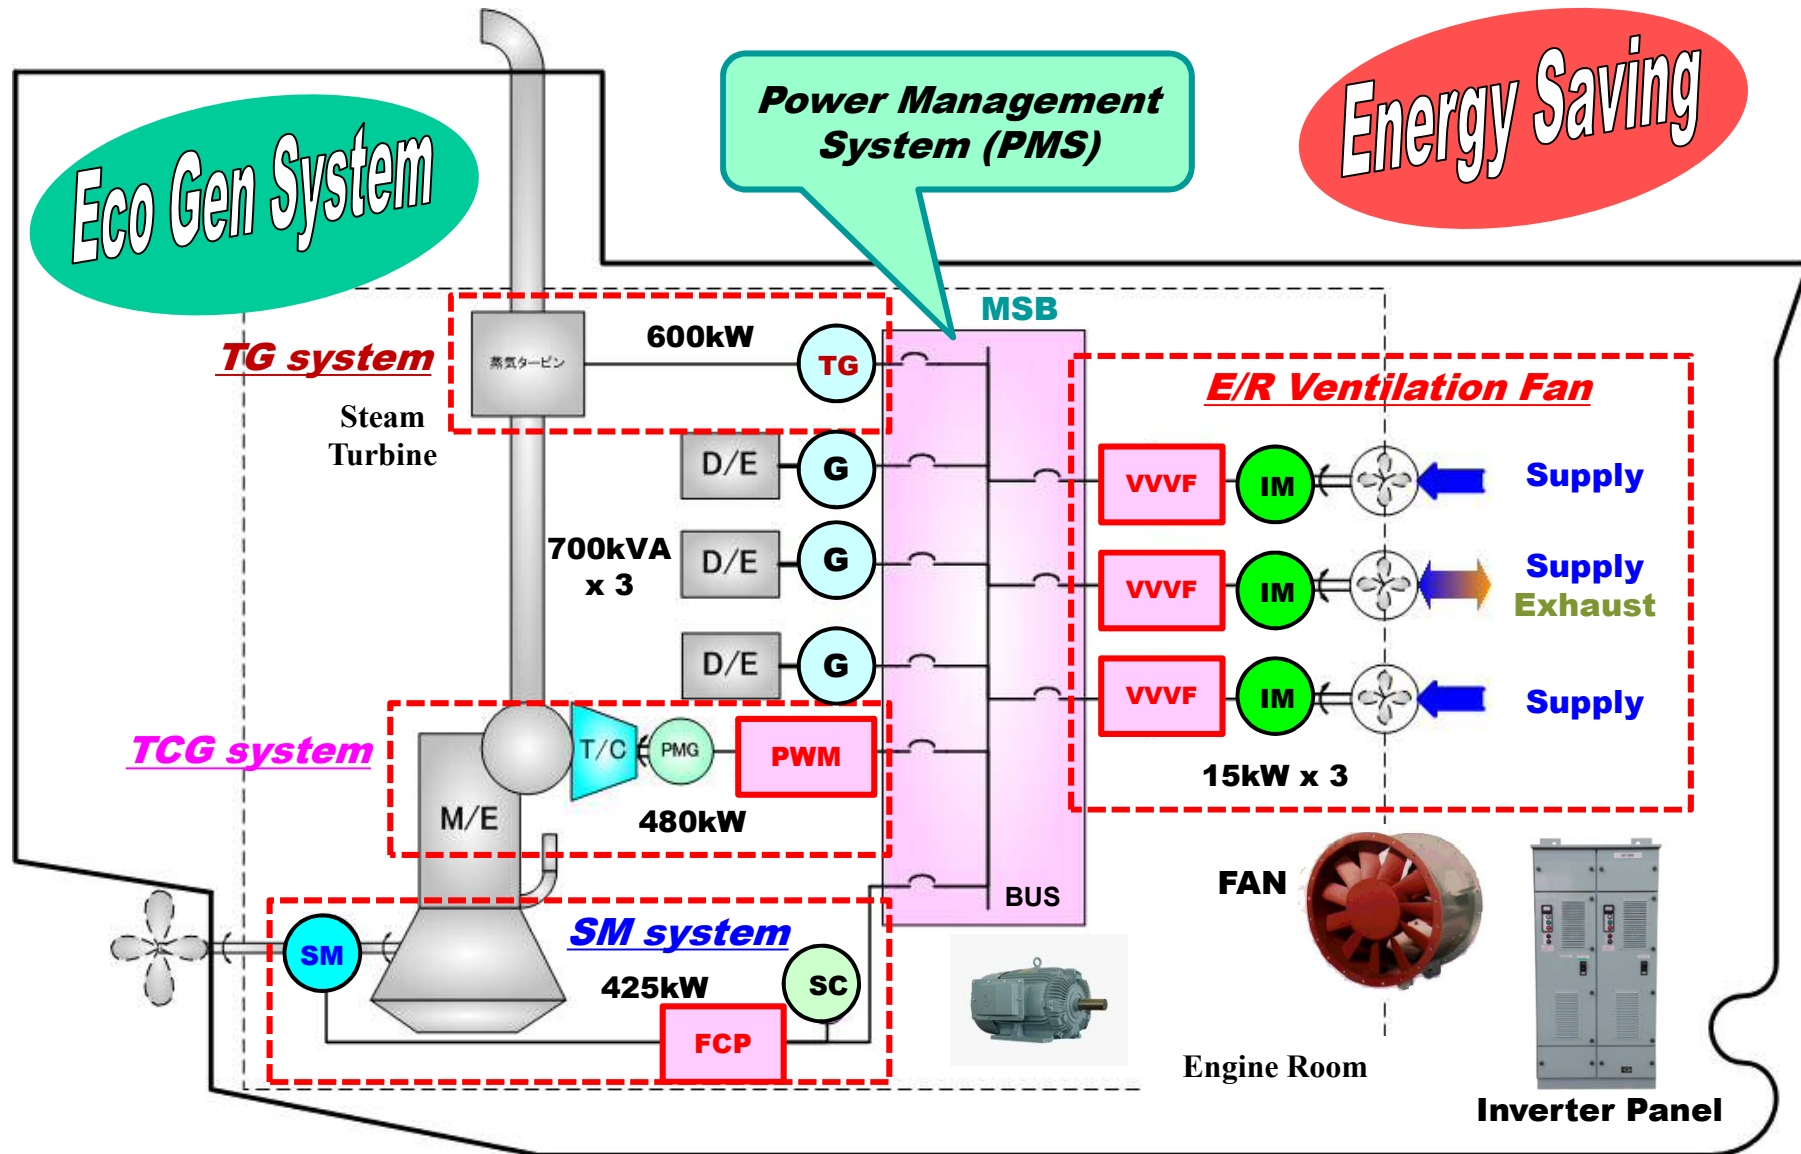 Eco Gen System
Power Management
System (PMS)
Energy Saving
MSB
TG system
蒸気タービン
600kW
TG
Steam
Turbine
E/R Ventilation Fan
D/E
G
VVVF
IM
Supply
700kVA
x 3
D/E
G
VVVF
IM
Supply
Exhaust
D/E
G
VVVF
IM
Supply
TCG system
T/C
PMG
PWM
15kW x 3
M/E
480kW
FAN
BUS
SM system
SM
425kW
SC
FCP
Engine Room
Inverter Panel